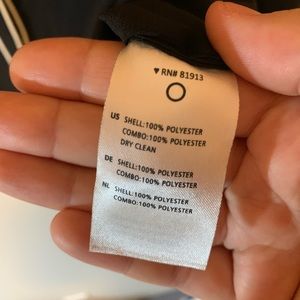 ♥ RN# 81913
US SHELL:100% POLYESTER
COMBO:100% POLYESTER
DRY CLEAN
DE SHELL:100% POLYESTER
COMBO:100% POLYESTER
NL SHELL:100% POLYESTER
COMBO:100% POLYESTER